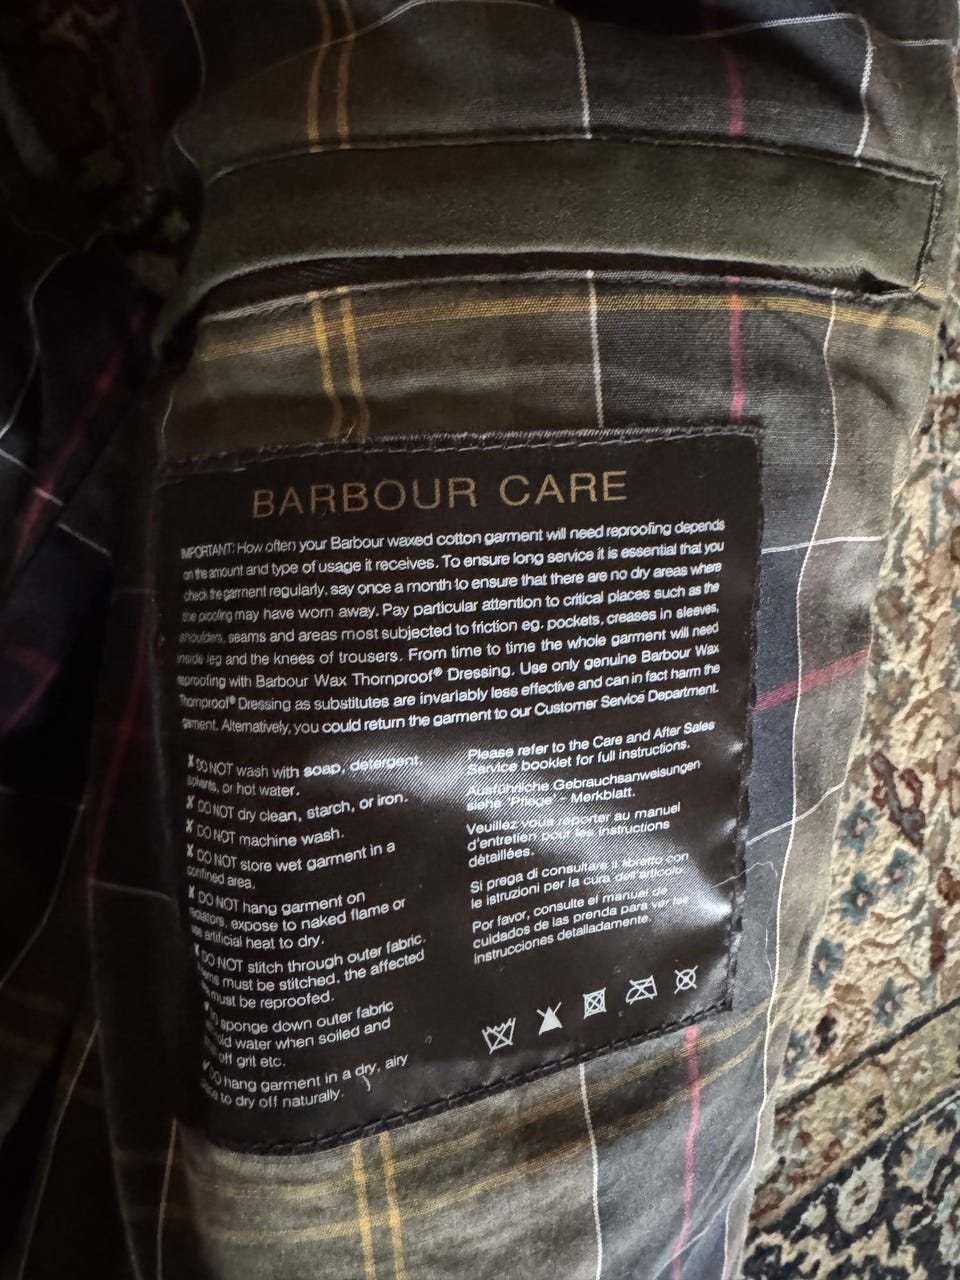 BARBOUR CARE
IMPORTANT: How often your Barbour waxed cotton garment will need reproofing depends
on the amount and type of usage it receives. To ensure long service it is essential that you
check the garment regularly, say once a month to ensure that there are no dry areas where
the proofing may have worn away. Pay particular attention to critical places such as the
shoulders, seams and areas most subjected to friction eg. pockets, creases in sleeves,
inside leg and the knees of trousers. From time to time the whole garment will need
reproofing with Barbour Wax Thornproof® Dressing. Use only genuine Barbour Wax
Thornproof® Dressing as substitutes are invariably less effective and can in fact harm the
garment. Alternatively, you could return the garment to our Customer Service Department.
✗ DO NOT wash with soap, detergent,
solvents, or hot water.
✗ DO NOT dry clean, starch, or iron.
✗ DO NOT machine wash.
✗ DO NOT store wet garment in a
confined area.
✗ DO NOT hang garment on
radiators, expose to naked flame or
use artificial heat to dry.
✗ DO NOT stitch through outer fabric.
must be stitched, the affected
must be reproofed.
sponge down outer fabric
water when soiled and
off grit etc.
✓ DO hang garment in a dry, airy
to dry off naturally.
Please refer to the Care and After Sales
Service booklet for full instructions.
Ausführliche Gebrauchsanweisungen
siehe "Pflege" - Merkblatt.
Veuillez vous reporter au manuel
d'entretien pour les instructions
détaillées.
Si prega di consultare il libretto con
le istruzioni per la cura dell'articolo.
Por favor, consulte el manual de
cuidados de las prenda para ver las
instrucciones detalladamente.